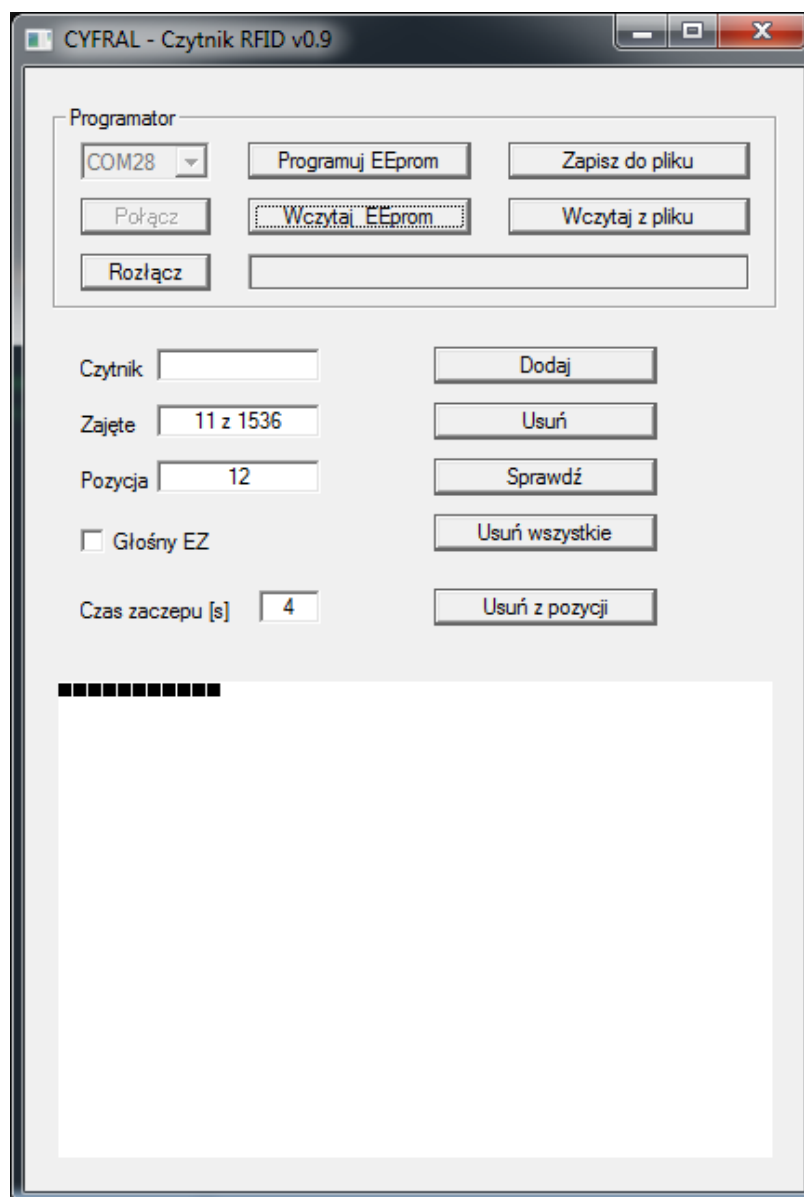 CYFRAL - Czytnik RFID v0.9
Programator
COM28 Programuj EEprom Zapisz do pliku
Połącz Wczytaj EEprom Wczytaj z pliku
Rozłącz
Czytnik Dodaj
Zajęte 11 z 1536 Usuń
Pozycja 12 Sprawdź
Głośny EZ Usuń wszystkie
Czas zaczepu [s] 4 Usuń z pozycji